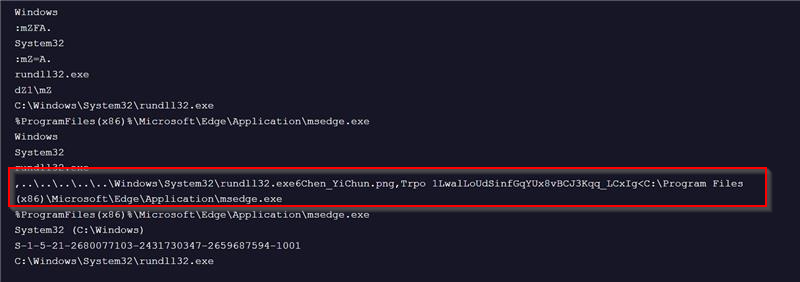 Windows
:mZFA.
System32
:mZ=A.
rundll32.exe
dZ1\mZ
C:\Windows\System32\rundll32.exe
%ProgramFiles(x86)%\Microsoft\Edge\Application\msedge.exe
Windows
System32
rundll32.exe
,..\..\..\..\..\Windows\System32\rundll32.exe6Chen_YiChun.png,Trpo lLwalLoUdSinfGqYUx8vBCJ3Kqq_LCxIg<C:\Program Files
(x86)\Microsoft\Edge\Application\msedge.exe
%ProgramFiles(x86)%\Microsoft\Edge\Application\msedge.exe
System32 (C:\Windows)
S-1-5-21-2680077103-2431730347-2659687594-1001
C:\Windows\System32\rundll32.exe